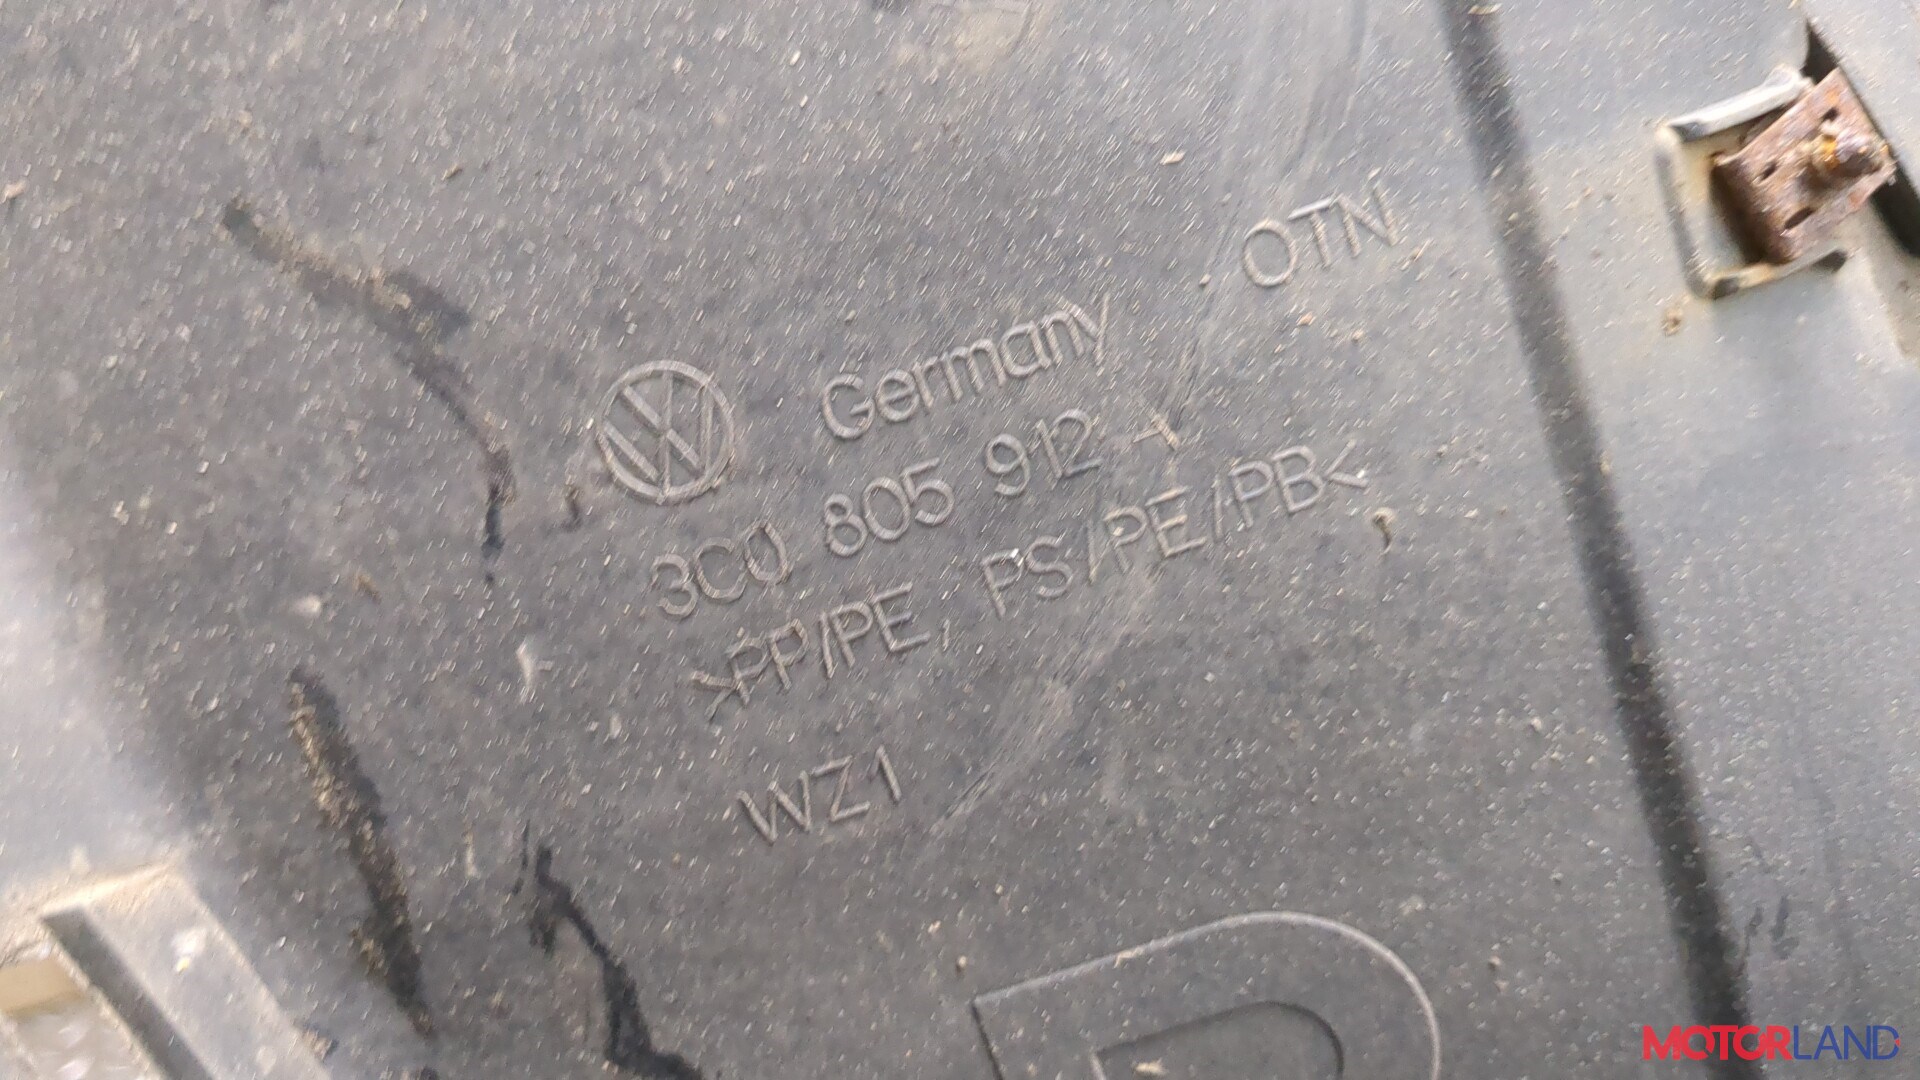 Germany OTN
3C0 805 912 A
>PP/PE, PS/PE/PB<
WZ1
MOTORLAND